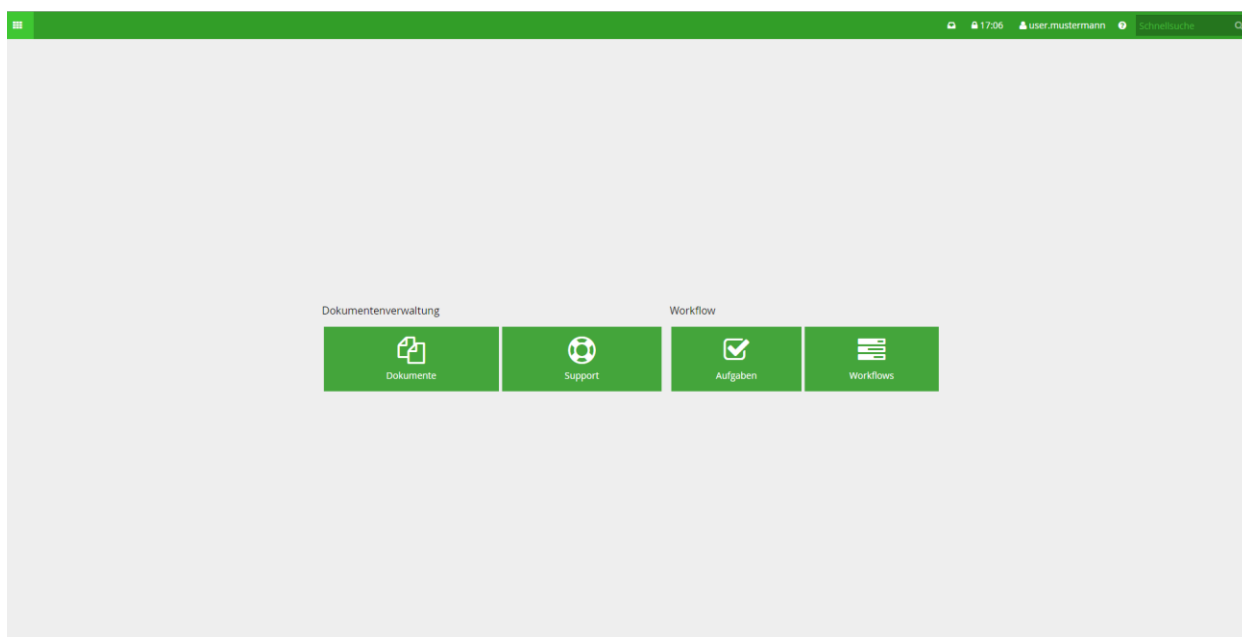 17:06 user.mustermann Schnellsuche
Dokumentenverwaltung Workflow
Dokumente Support Aufgaben Workflows